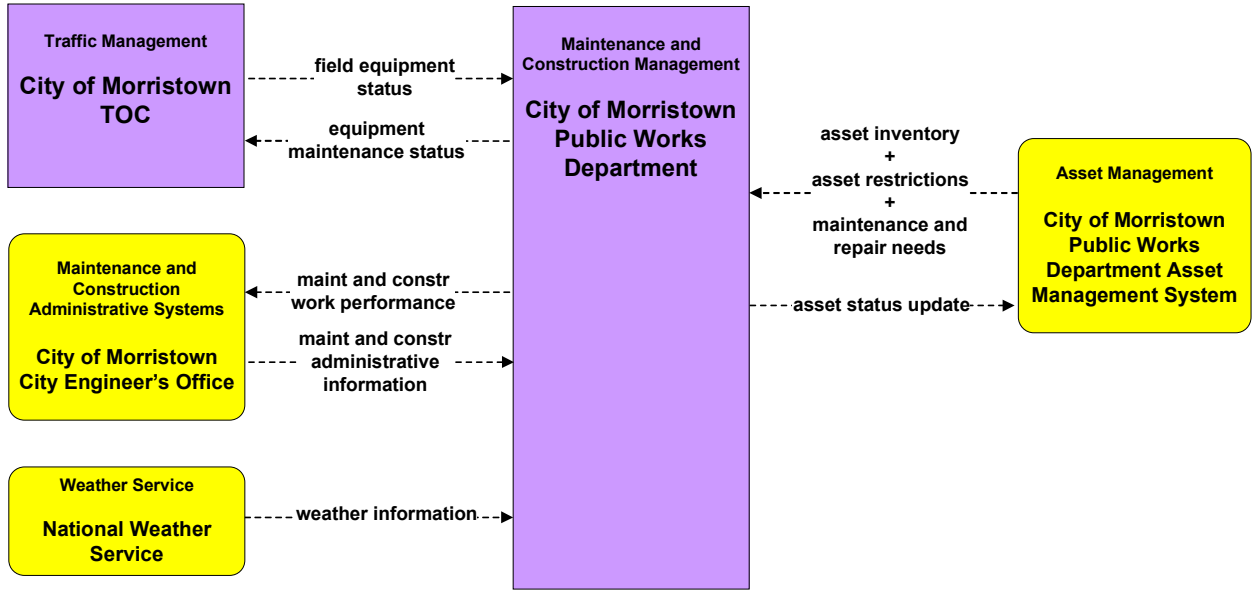 Traffic Management
City of Morristown
TOC
field equipment
status
equipment
maintenance status
Maintenance and
Construction Management
City of Morristown
Public Works
Department
asset inventory
+
asset restrictions
+
maintenance and
repair needs
Asset Management
City of Morristown
Public Works
Department Asset
Management System
asset status update
Maintenance and
Construction
Administrative Systems
City of Morristown
City Engineer’s Office
maint and constr
work performance
maint and constr
administrative
information
Weather Service
National Weather
Service
weather information